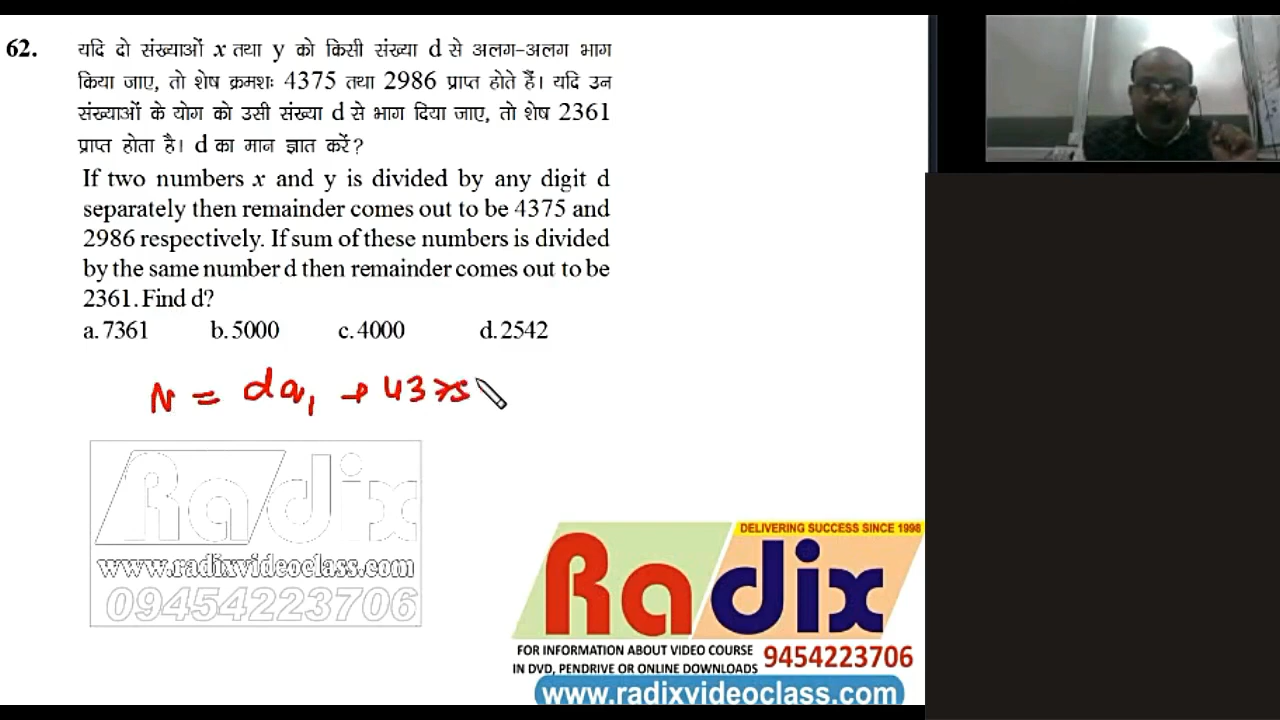 62. यदि दो संख्याओं x तथा y को किसी संख्या d से अलग-अलग भाग
किया जाए, तो शेष क्रमशः 4375 तथा 2986 प्राप्त होते हैं। यदि उन
संख्याओं के योग को उसी संख्या d से भाग दिया जाए, तो शेष 2361
प्राप्त होता है। d का मान ज्ञात करें?
If two numbers x and y is divided by any digit d
separately then remainder comes out to be 4375 and
2986 respectively. If sum of these numbers is divided
by the same number d then remainder comes out to be
2361. Find d?
a. 7361 b. 5000 c. 4000 d. 2542
N = dq₁ + 4375
Radix
www.radixvideoclass.com
09454223706
DELIVERING SUCCESS SINCE 1998
Radix
FOR INFORMATION ABOUT VIDEO COURSE
IN DVD, PENDRIVE OR ONLINE DOWNLOADS 9454223706
www.radixvideoclass.com